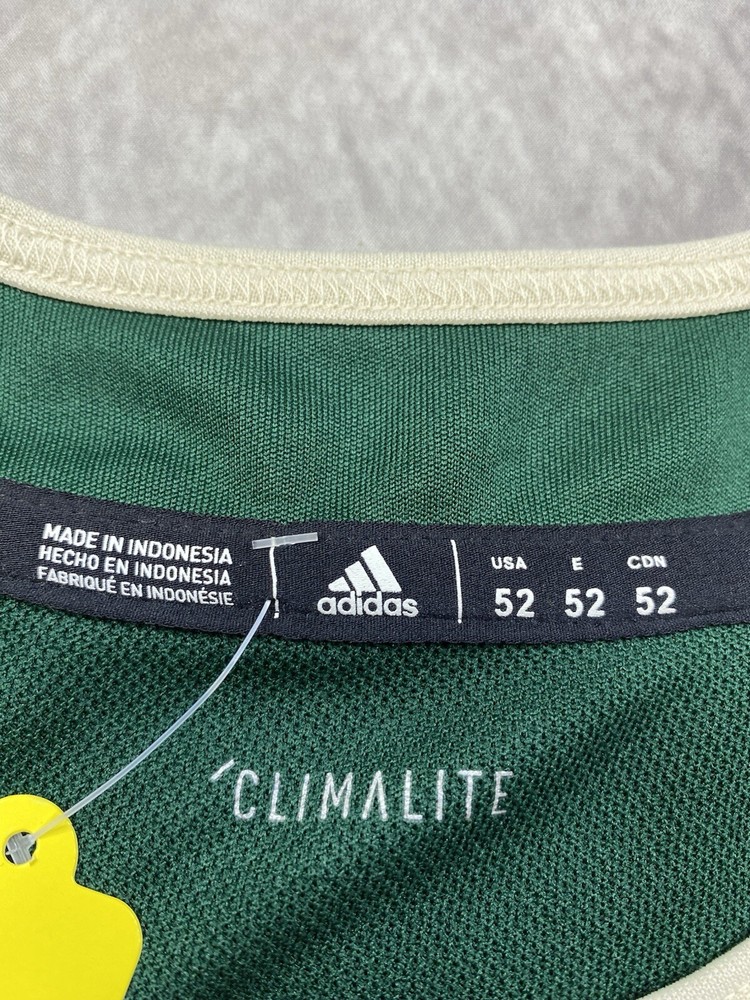 MADE IN INDONESIA
HECHO EN INDONESIA
FABRIQUÉ EN INDONÉSIE
adidas
USA E CDN
52 52 52
CLIMALITE